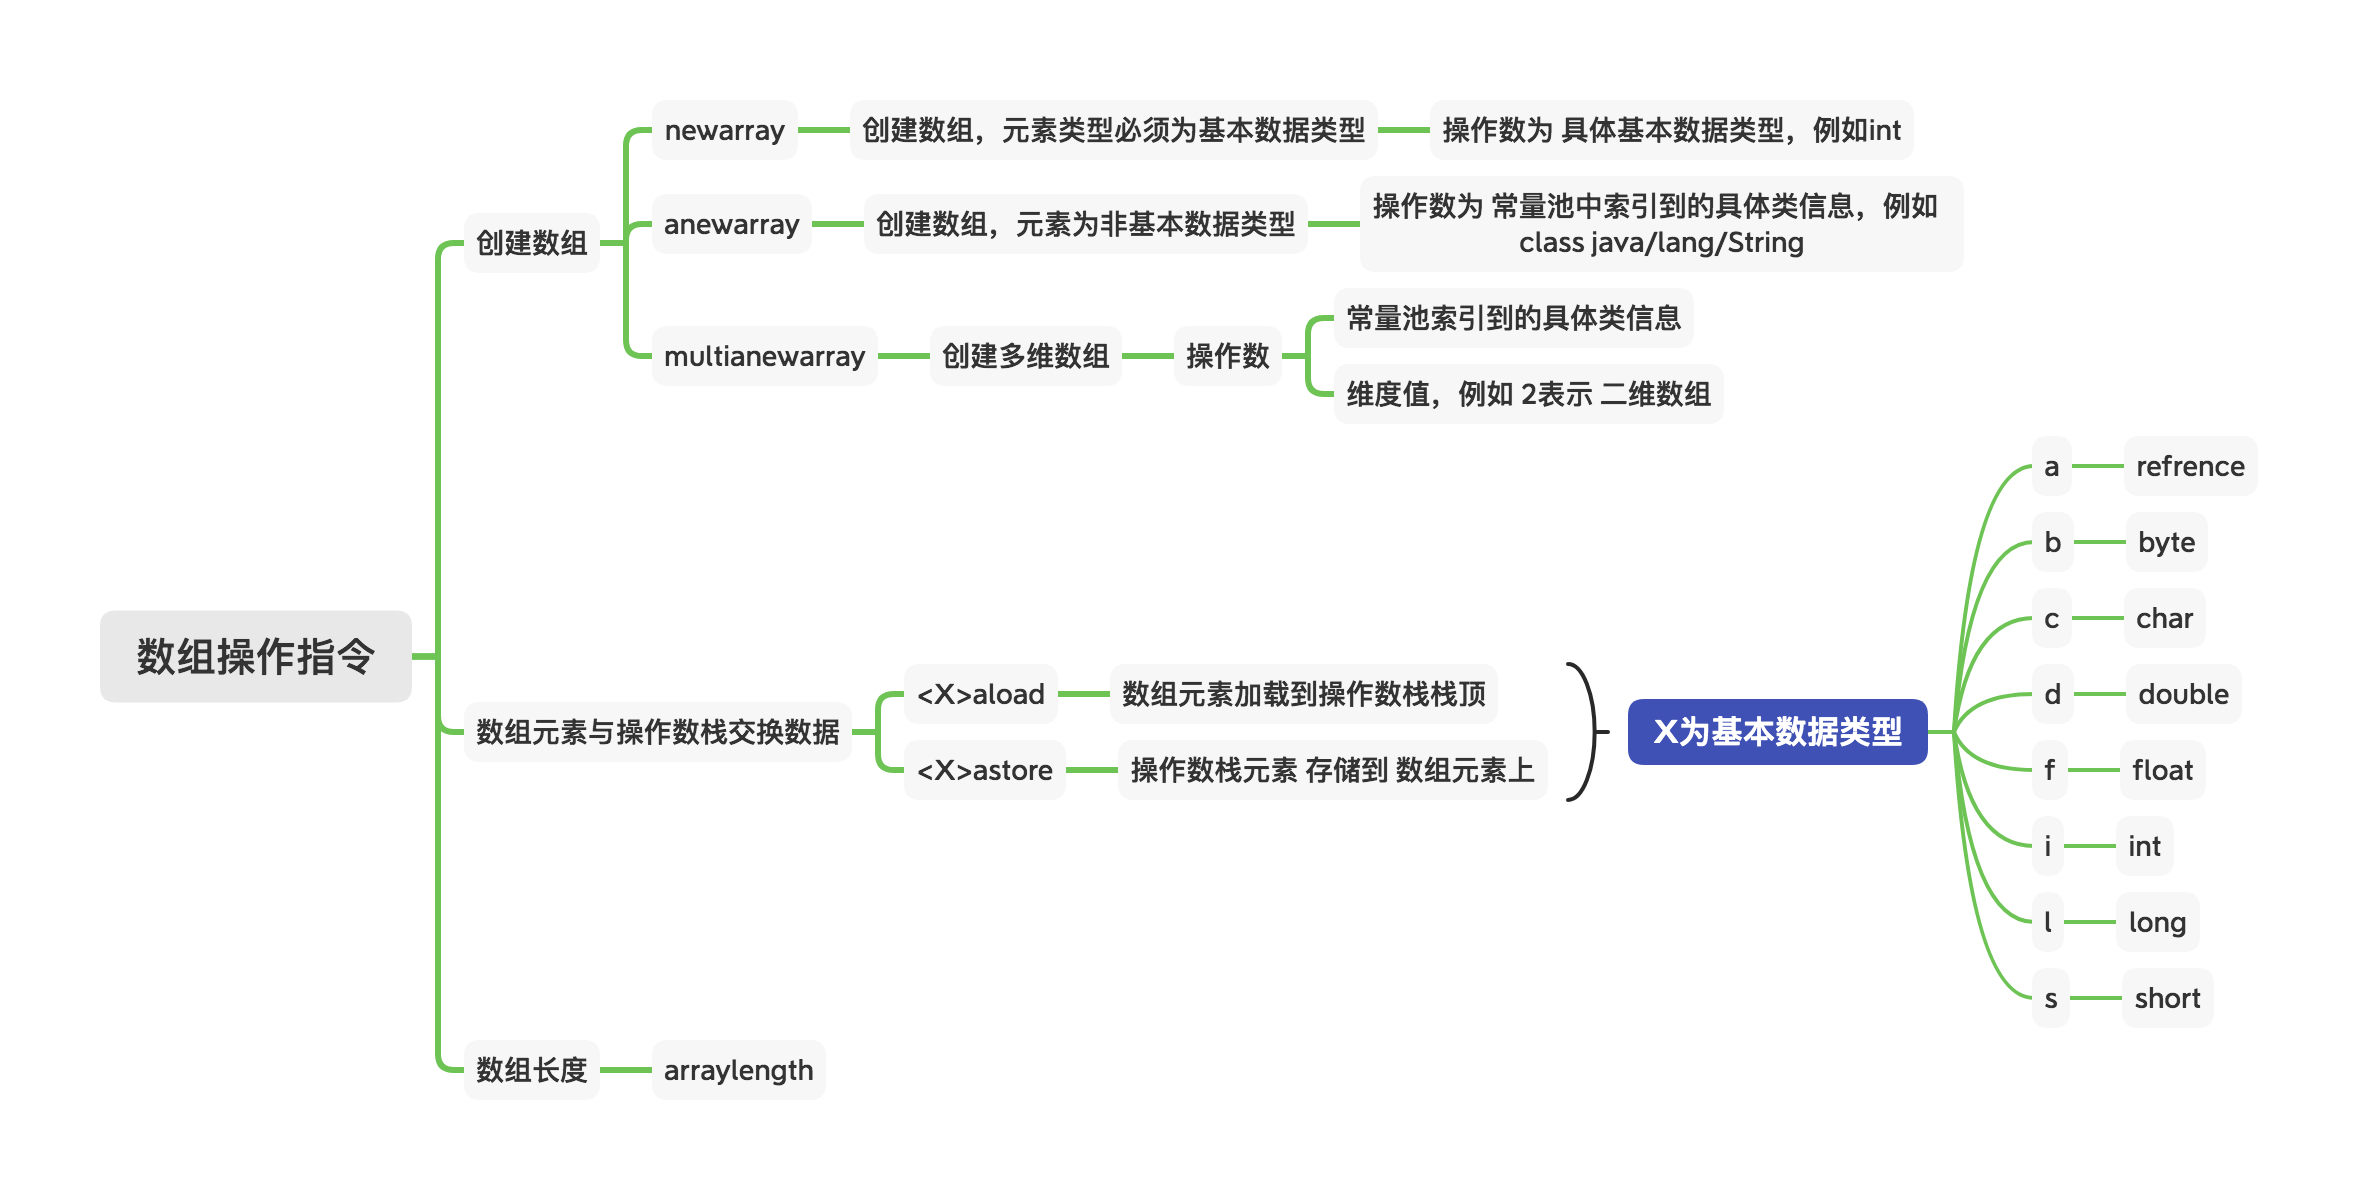 数组操作指令
创建数组
newarray
创建数组，元素类型必须为基本数据类型
操作数为 具体基本数据类型，例如int
anewarray
创建数组，元素为非基本数据类型
操作数为 常量池中索引到的具体类信息，例如
class java/lang/String
multianewarray
创建多维数组
操作数
常量池索引到的具体类信息
维度值，例如 2表示 二维数组
数组元素与操作数栈交换数据
<X>aload
数组元素加载到操作数栈栈顶
<X>astore
操作数栈元素 存储到 数组元素上
X为基本数据类型
a
refrence
b
byte
c
char
d
double
f
float
i
int
l
long
s
short
数组长度
arraylength